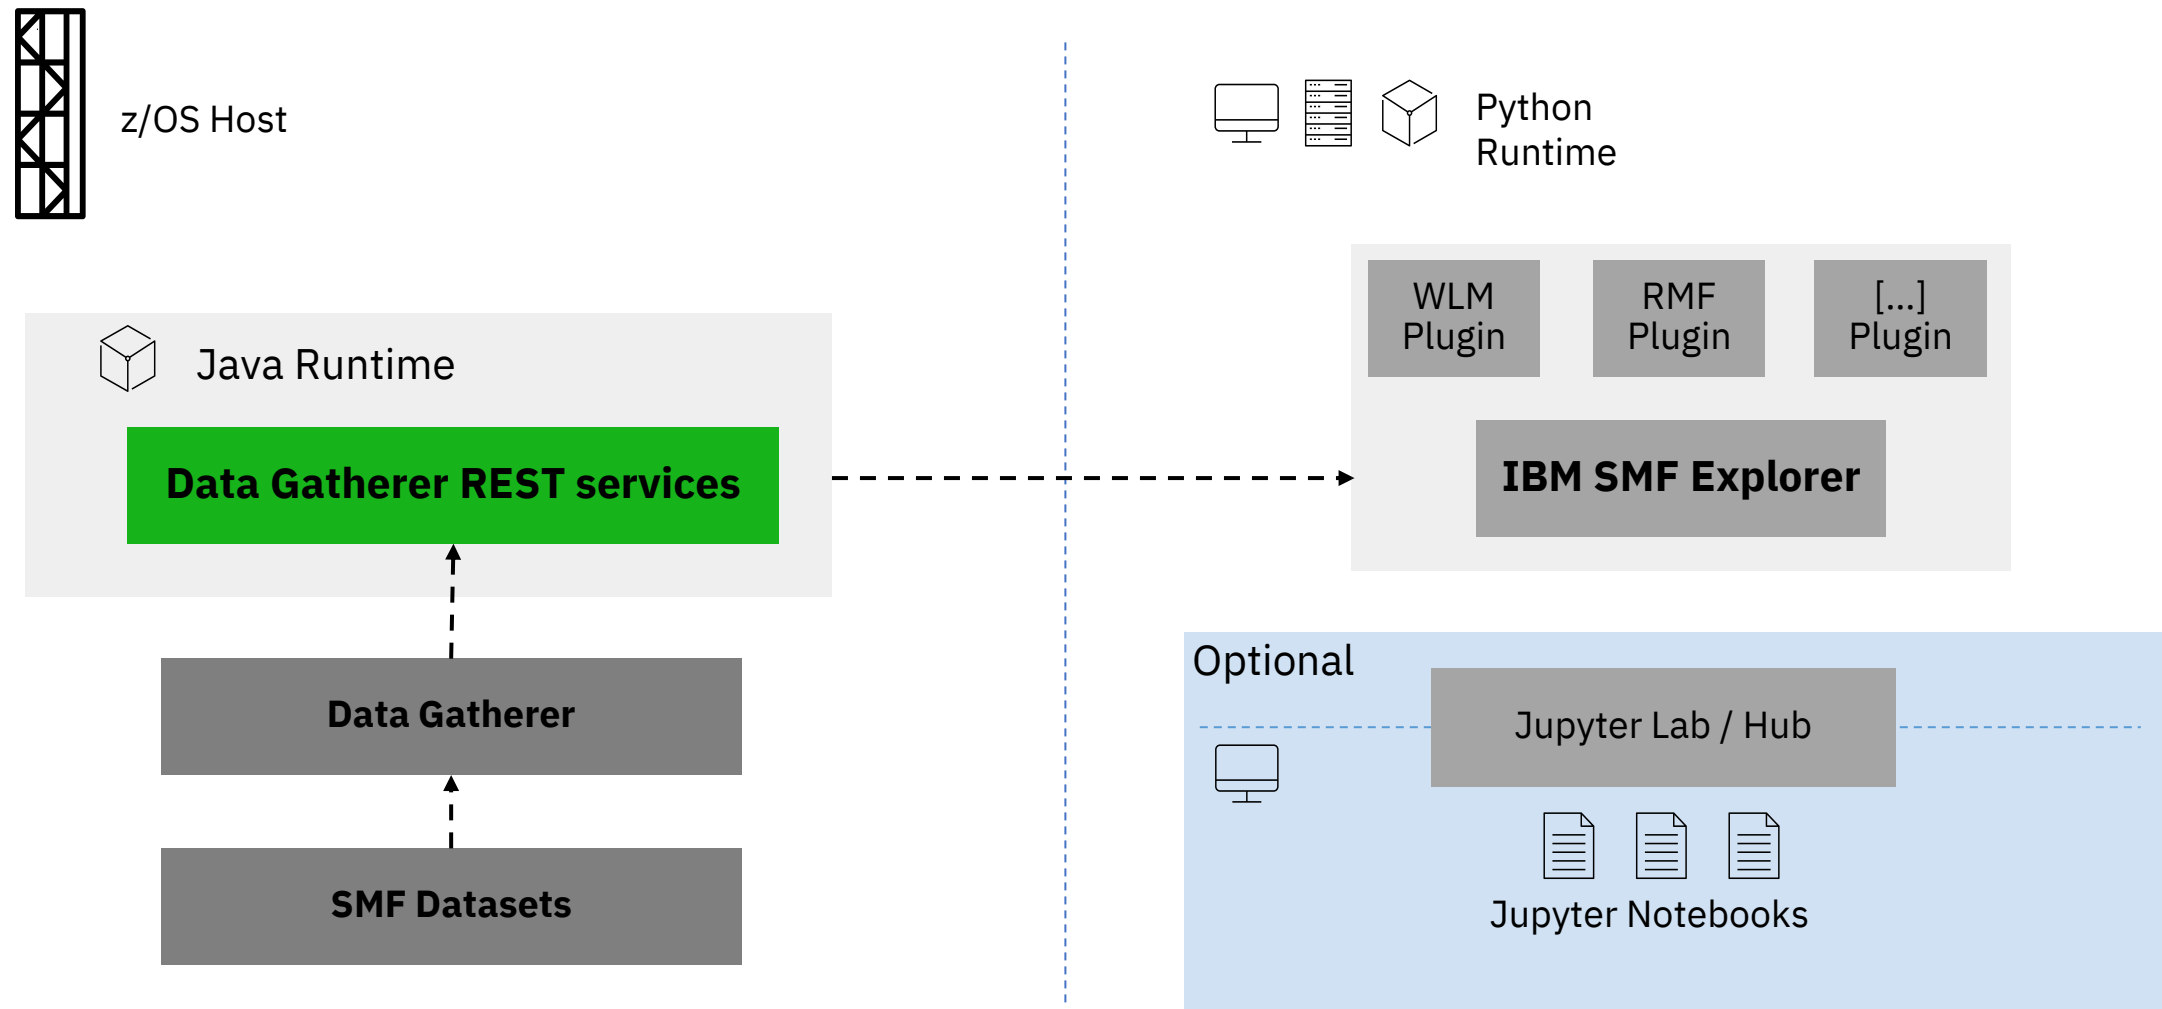 z/OS Host
Java Runtime
Data Gatherer REST services
Data Gatherer
SMF Datasets
Python
Runtime
WLM
Plugin
RMF
Plugin
[...]
Plugin
IBM SMF Explorer
Optional
Jupyter Lab / Hub
Jupyter Notebooks